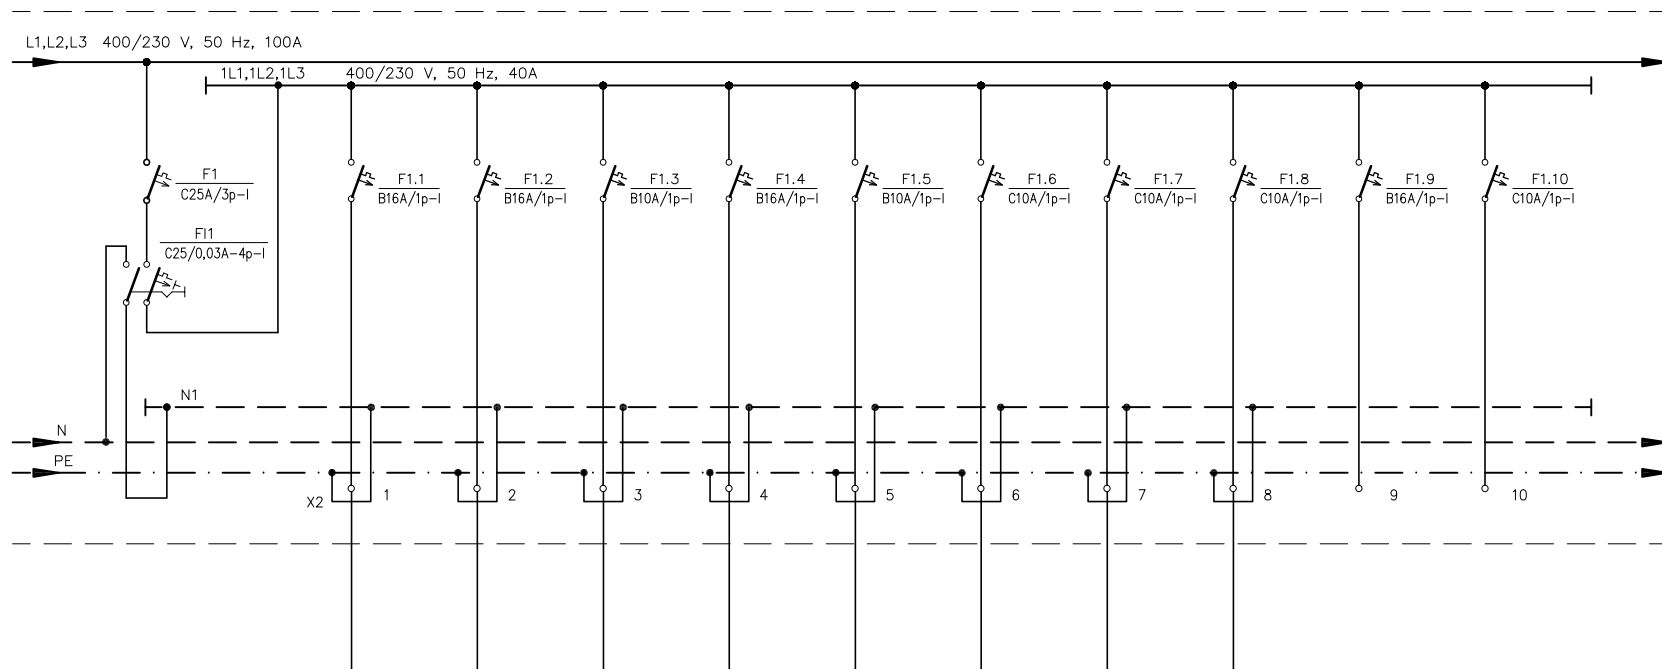 L1,L2,L3 400/230 V, 50 Hz, 100A
1L1,1L2,1L3 400/230 V, 50 Hz, 40A
F1
C25A/3p-I
F1.1
B16A/1p-I
F1.2
B16A/1p-I
F1.3
B10A/1p-I
F1.4
B16A/1p-I
F1.5
B10A/1p-I
F1.6
C10A/1p-I
F1.7
C10A/1p-I
F1.8
C10A/1p-I
F1.9
B16A/1p-I
F1.10
C10A/1p-I
FI1
C25/0,03A-4p-I
N1
N
PE
X2 1 2 3 4 5 6 7 8 9 10